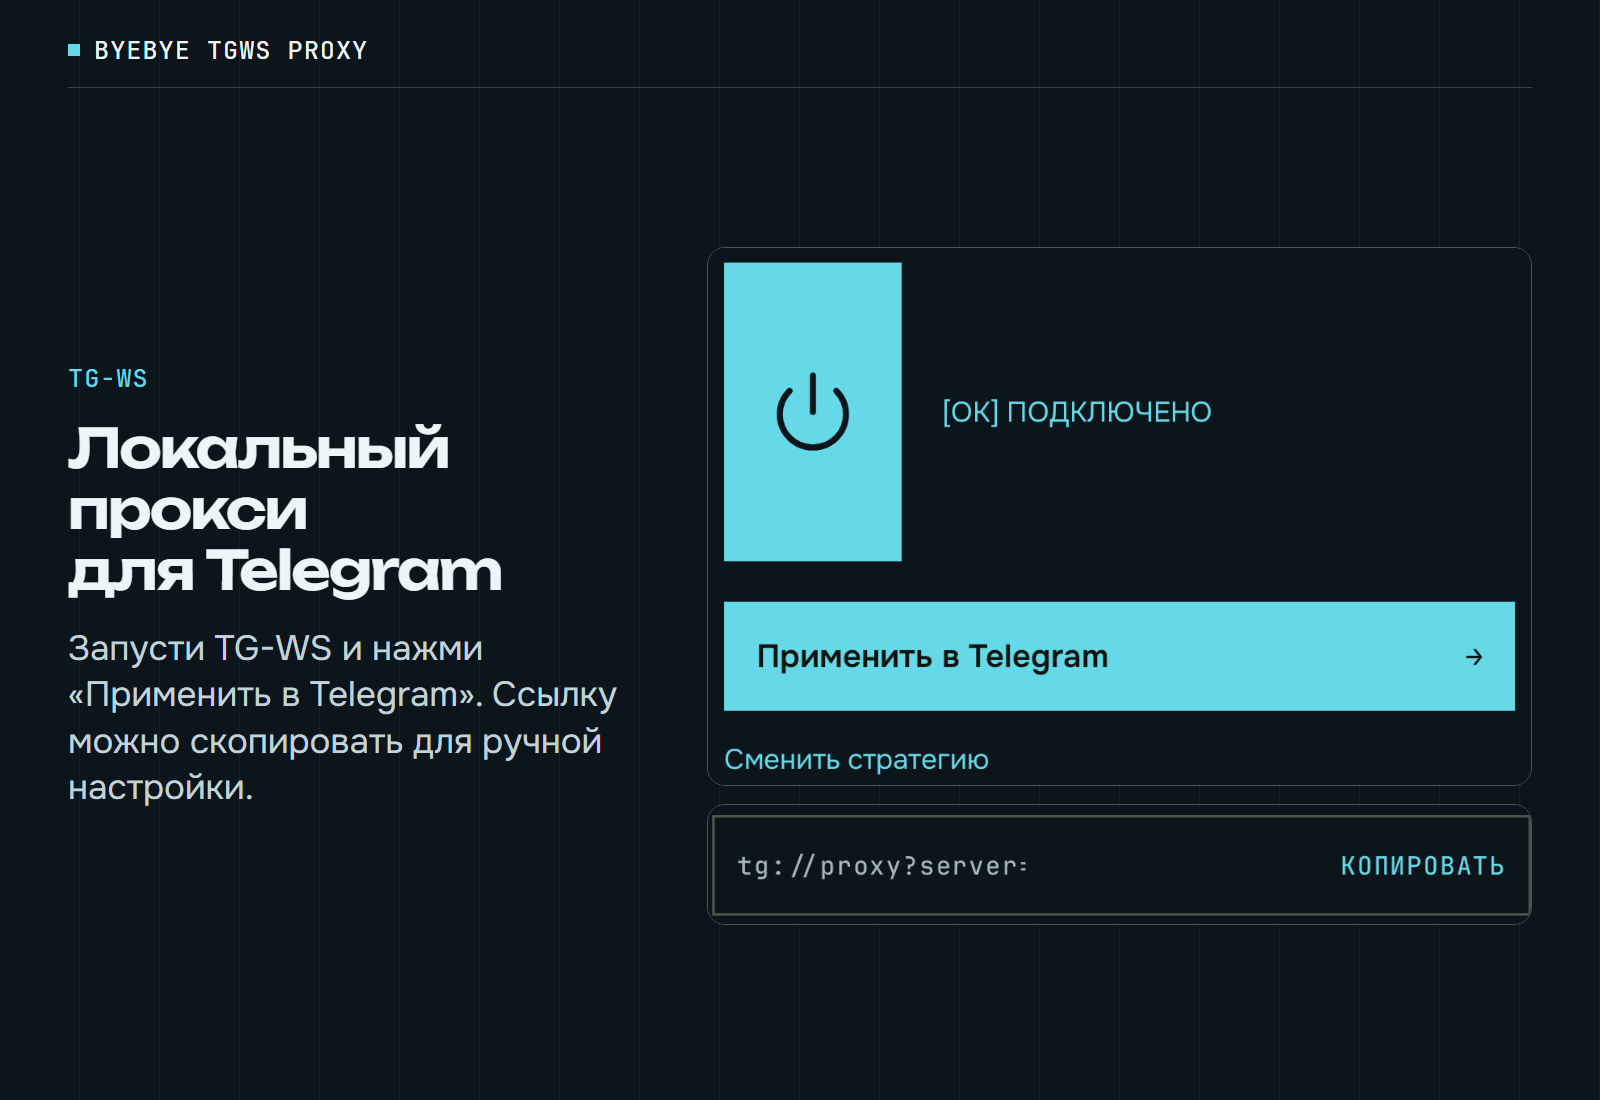 BYEBYE TGWS PROXY
TG-WS
Локальный
прокси
для Telegram
Запусти TG-WS и нажми
«Применить в Telegram». Ссылку
можно скопировать для ручной
настройки.
[OK] ПОДКЛЮЧЕНО
Применить в Telegram →
Сменить стратегию
tg://proxy?server=
КОПИРОВАТЬ